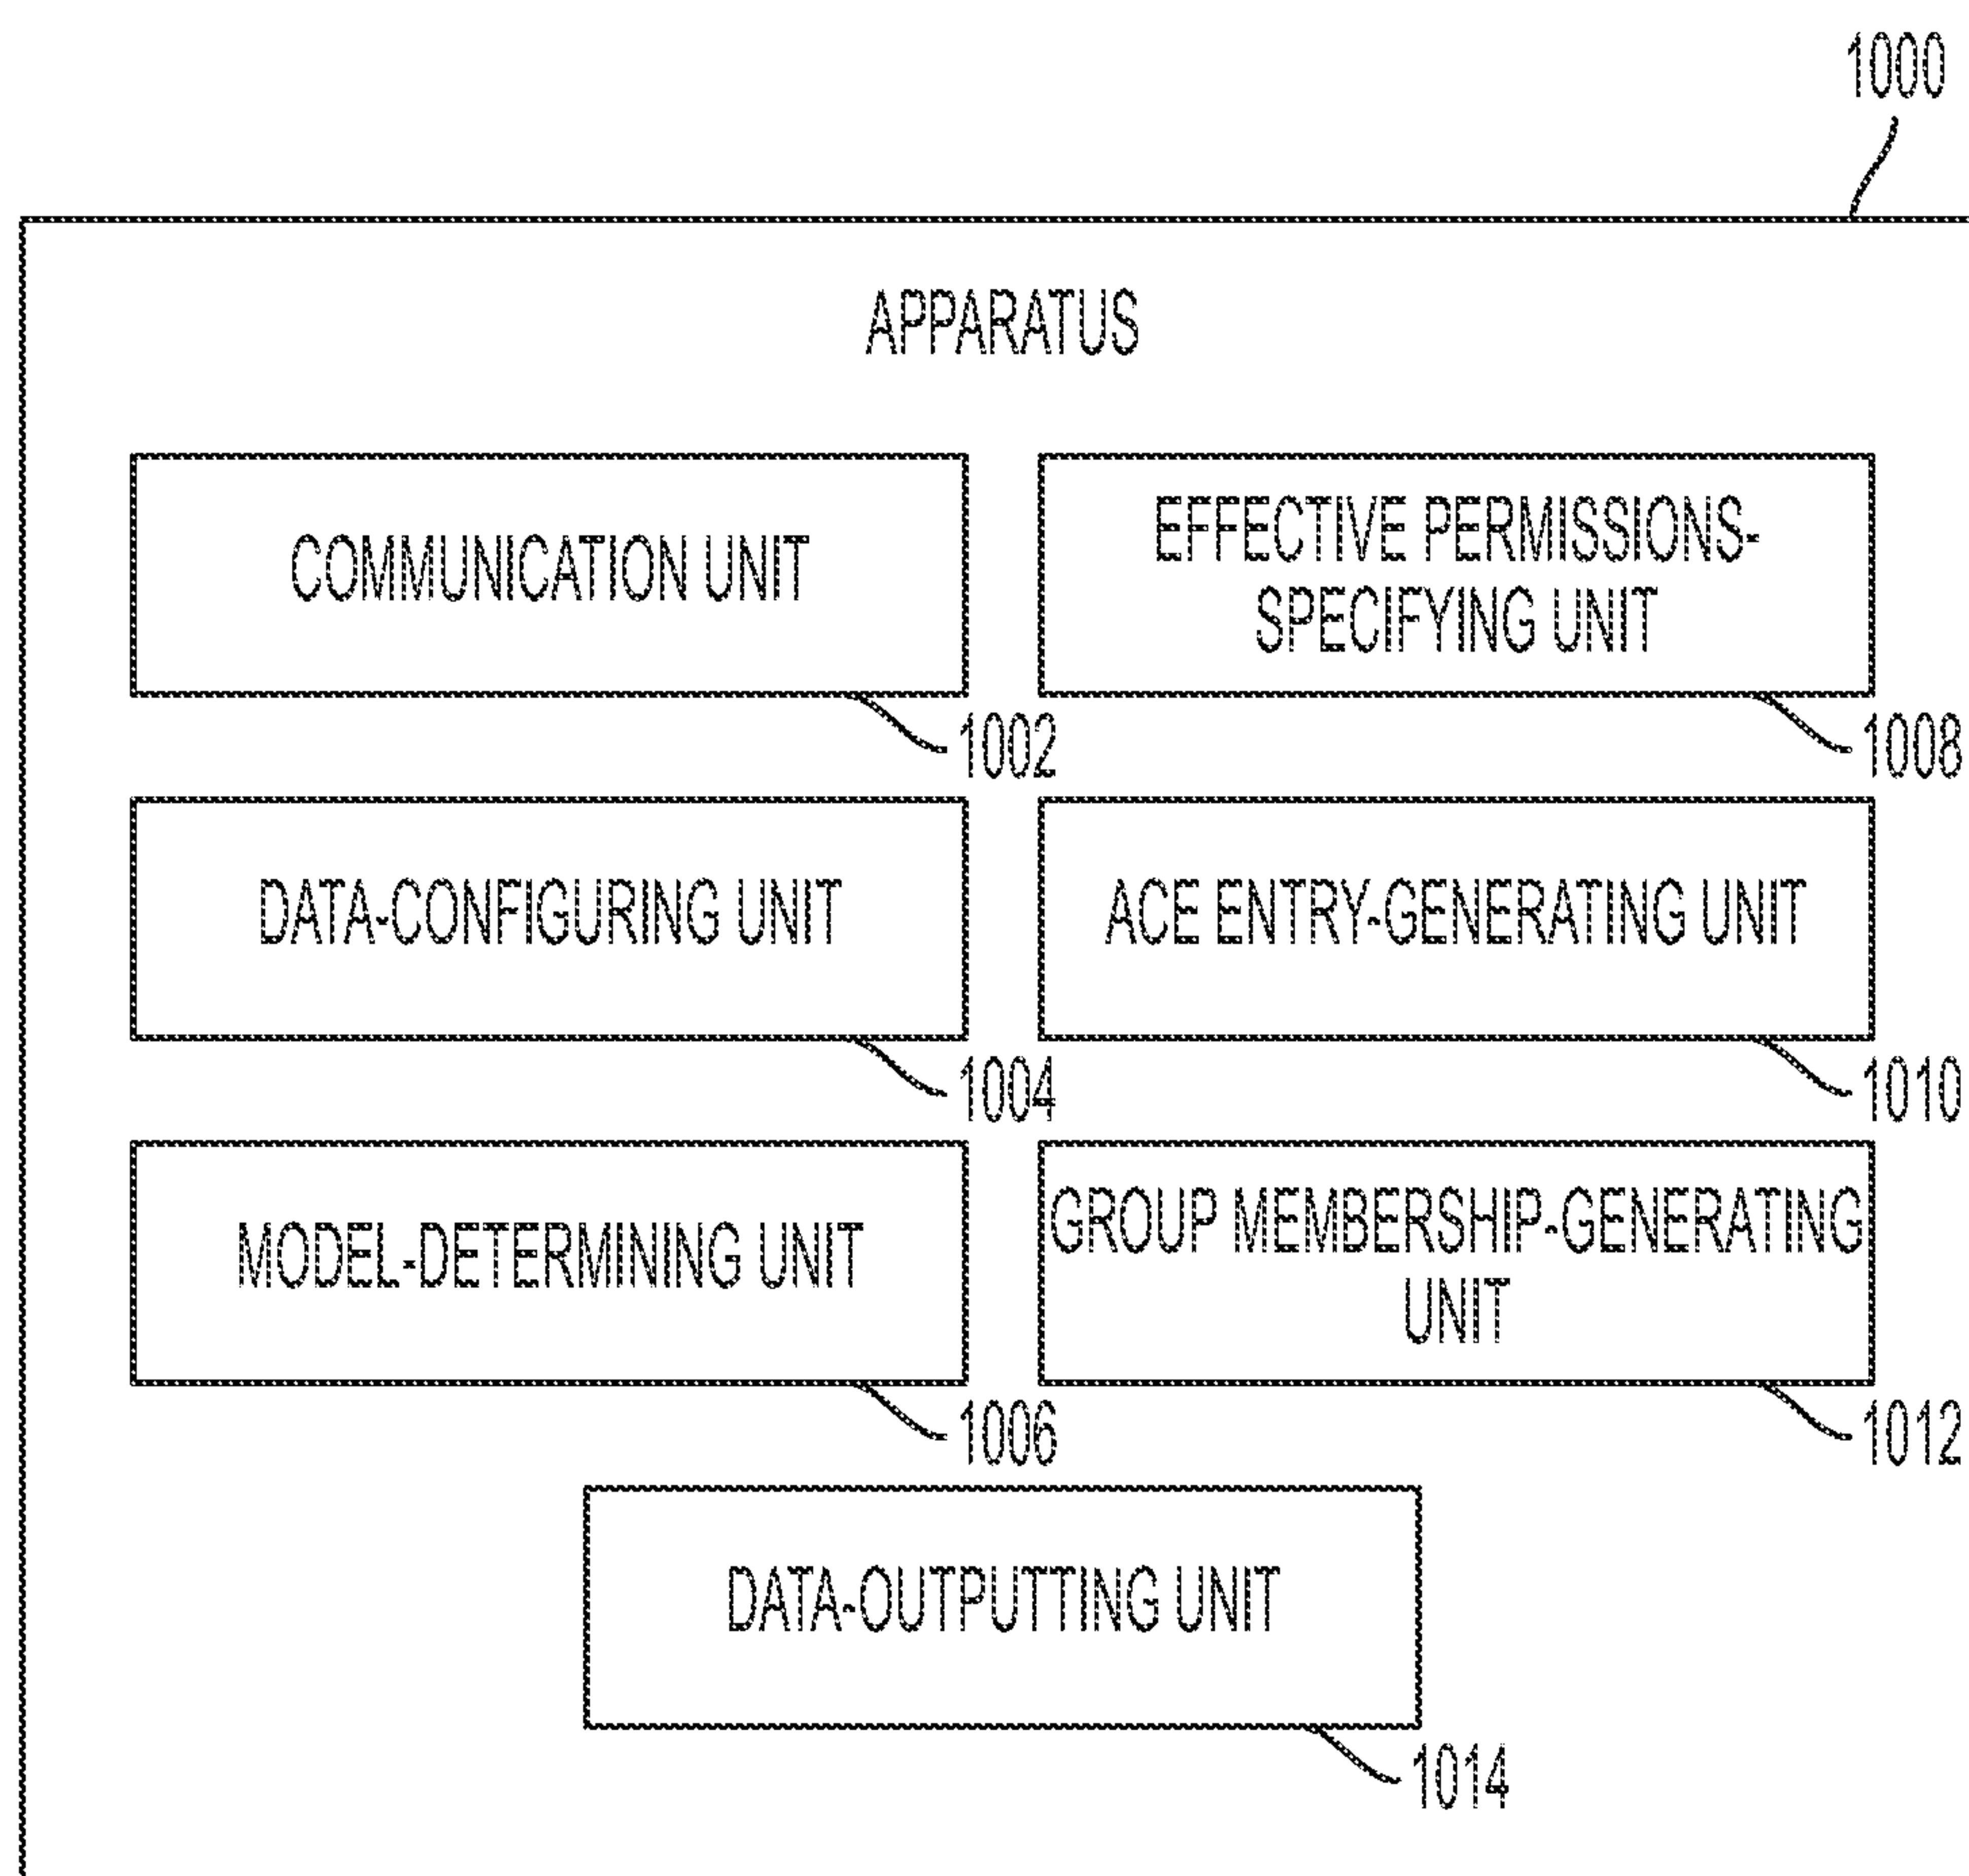 1000
APPARATUS
COMMUNICATION UNIT
1002
EFFECTIVE PERMISSIONS-
SPECIFYING UNIT
1008
DATA-CONFIGURING UNIT
1004
ACE ENTRY-GENERATING UNIT
1010
MODEL-DETERMINING UNIT
1006
GROUP MEMBERSHIP-GENERATING
UNIT
1012
DATA-OUTPUTTING UNIT
1014